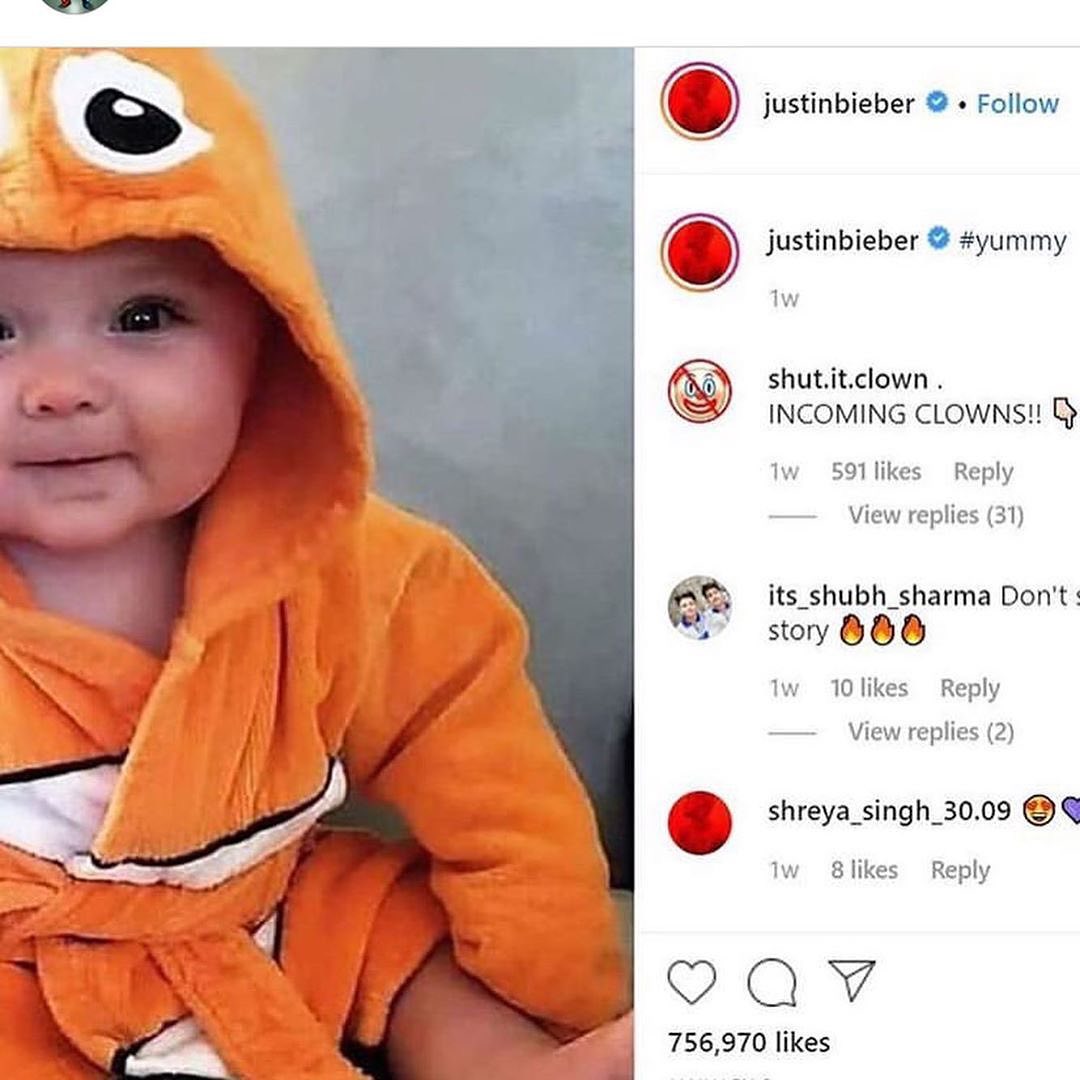 justinbieber • Follow
justinbieber #yummy
1w
shut.it.clown .
INCOMING CLOWNS!! 👇🏻
1w 591 likes Reply
View replies (31)
its_shubh_sharma Don't
story 🔥🔥🔥
1w 10 likes Reply
View replies (2)
shreya_singh_30.09 😍💜
1w 8 likes Reply
756,970 likes